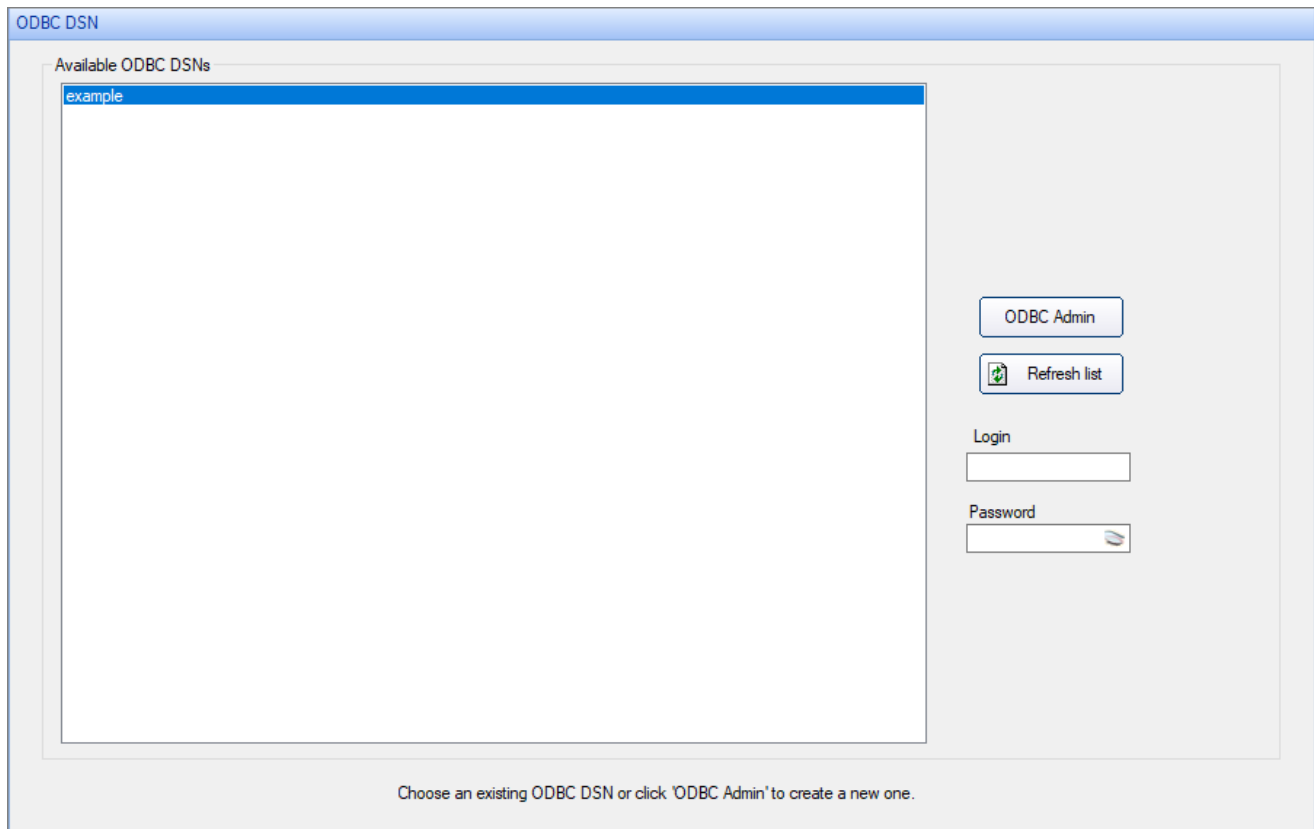 ODBC DSN
Available ODBC DSNs
example
ODBC Admin
Refresh list
Login
Password
Choose an existing ODBC DSN or click 'ODBC Admin' to create a new one.